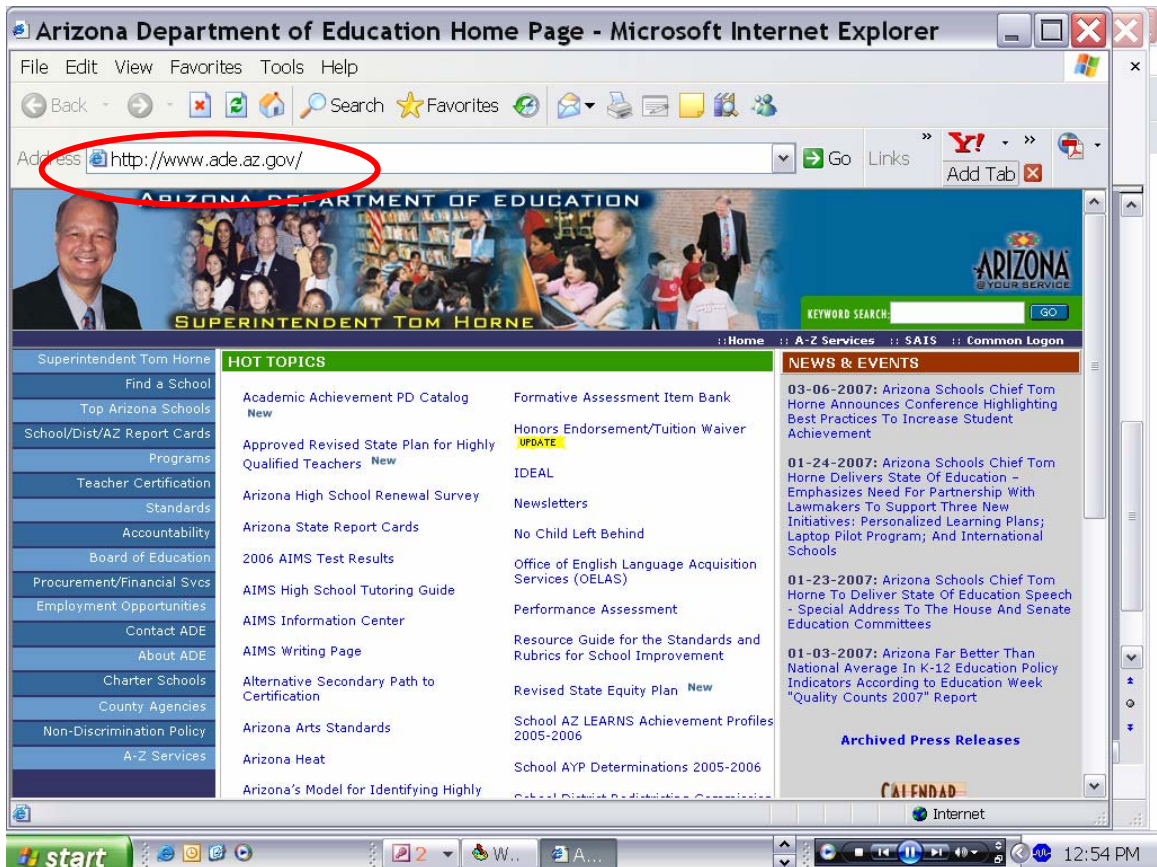 Arizona Department of Education Home Page - Microsoft Internet Explorer
File Edit View Favorites Tools Help
Back Search Favorites
Address http://www.ade.az.gov/ Go Links » Y! »
Add Tab
ARIZONA DEPARTMENT OF EDUCATION
ARIZONA
@YOUR SERVICE
SUPERINTENDENT TOM HORNE
KEYWORD SEARCH: GO
::Home :: A-Z Services :: SAIS :: Common Logon
Superintendent Tom Horne
Find a School
Top Arizona Schools
School/Dist/AZ Report Cards
Programs
Teacher Certification
Standards
Accountability
Board of Education
Procurement/Financial Svcs
Employment Opportunities
Contact ADE
About ADE
Charter Schools
County Agencies
Non-Discrimination Policy
A-Z Services
HOT TOPICS
Academic Achievement PD Catalog
New
Approved Revised State Plan for Highly
Qualified Teachers New
Arizona High School Renewal Survey
Arizona State Report Cards
2006 AIMS Test Results
AIMS High School Tutoring Guide
AIMS Information Center
AIMS Writing Page
Alternative Secondary Path to
Certification
Arizona Arts Standards
Arizona Heat
Arizona's Model for Identifying Highly
Formative Assessment Item Bank
Honors Endorsement/Tuition Waiver
UPDATE
IDEAL
Newsletters
No Child Left Behind
Office of English Language Acquisition
Services (OELAS)
Performance Assessment
Resource Guide for the Standards and
Rubrics for School Improvement
Revised State Equity Plan New
School AZ LEARNS Achievement Profiles
2005-2006
School AYP Determinations 2005-2006
School District Redistricting Commission
NEWS & EVENTS
03-06-2007: Arizona Schools Chief Tom
Horne Announces Conference Highlighting
Best Practices To Increase Student
Achievement
01-24-2007: Arizona Schools Chief Tom
Horne Delivers State Of Education –
Emphasizes Need For Partnership With
Lawmakers To Support Three New
Initiatives: Personalized Learning Plans;
Laptop Pilot Program; And International
Schools
01-23-2007: Arizona Schools Chief Tom
Horne To Deliver State Of Education Speech
- Special Address To The House And Senate
Education Committees
01-03-2007: Arizona Far Better Than
National Average In K-12 Education Policy
Indicators According to Education Week
"Quality Counts 2007" Report
Archived Press Releases
CALENDAR
Internet
start 2 W... A... 12:54 PM